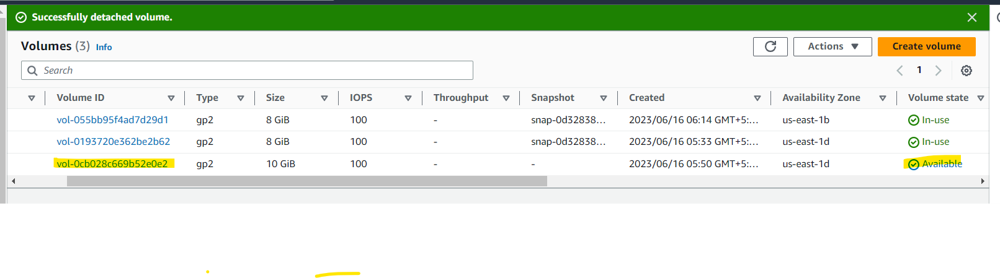 Successfully detached volume.
Volumes (3) Info
Actions
Create volume
Search
1
Volume ID Type Size IOPS Throughput Snapshot Created Availability Zone Volume state
vol-055bb95f4ad7d29d1 gp2 8 GiB 100 - snap-0d32838... 2023/06/16 06:14 GMT+5:... us-east-1b In-use
vol-0193720e362be2b62 gp2 8 GiB 100 - snap-0d32838... 2023/06/16 05:33 GMT+5:... us-east-1d In-use
vol-0cb028c669b52e0e2 gp2 10 GiB 100 - - 2023/06/16 05:50 GMT+5:... us-east-1d Available